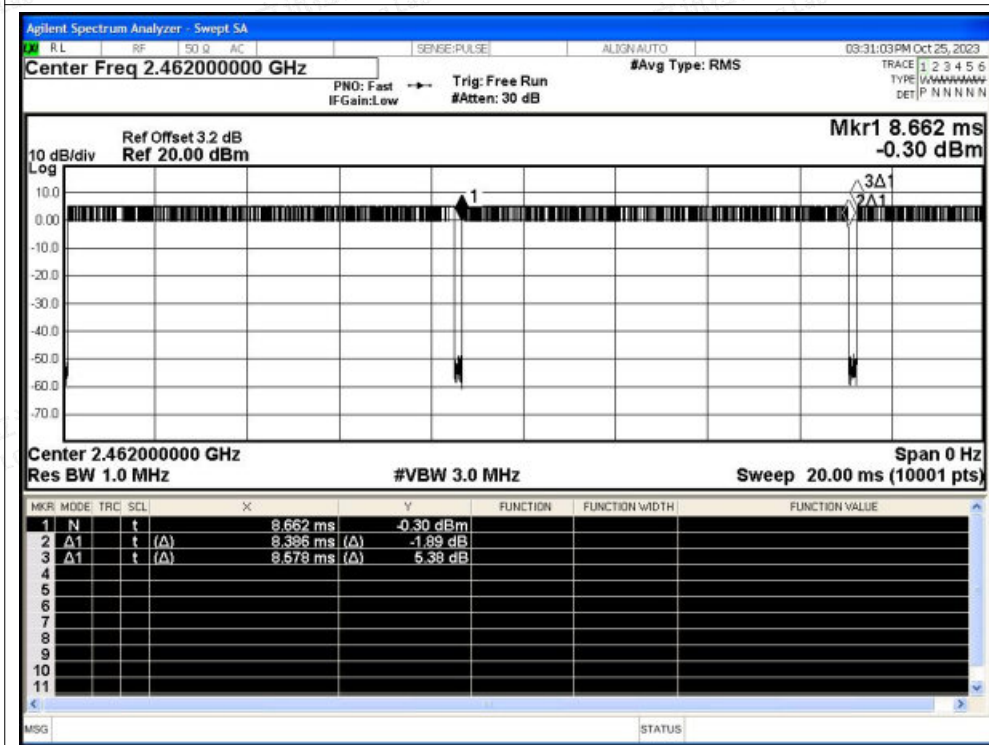 Agilent Spectrum Analyzer - Swept SA
RL RF 50 Ω AC SENSE:PULSE ALIGN AUTO 03:31:03 PM Oct 25, 2023
Center Freq 2.462000000 GHz #Avg Type: RMS TRACE 1 2 3 4 5 6
PNO: Fast Trig: Free Run TYPE
IFGain:Low #Atten: 30 dB DET P N N N N N
Mkr1 8.662 ms
Ref Offset 3.2 dB
10 dB/div Ref 20.00 dBm -0.30 dBm
Log
3Δ1
10.0
1
2Δ1
0.00
-10.0
-20.0
-30.0
-40.0
-50.0
-60.0
-70.0
Center 2.462000000 GHz Span 0 Hz
Res BW 1.0 MHz #VBW 3.0 MHz Sweep 20.00 ms (10001 pts)
MKR MODE TRC SCL X Y FUNCTION FUNCTION WIDTH FUNCTION VALUE
1 N t 8.662 ms -0.30 dBm
2 Δ1 t (Δ) 8.386 ms (Δ) -1.89 dB
3 Δ1 t (Δ) 8.578 ms (Δ) 5.38 dB
4
5
6
7
8
9
10
11
MSG STATUS